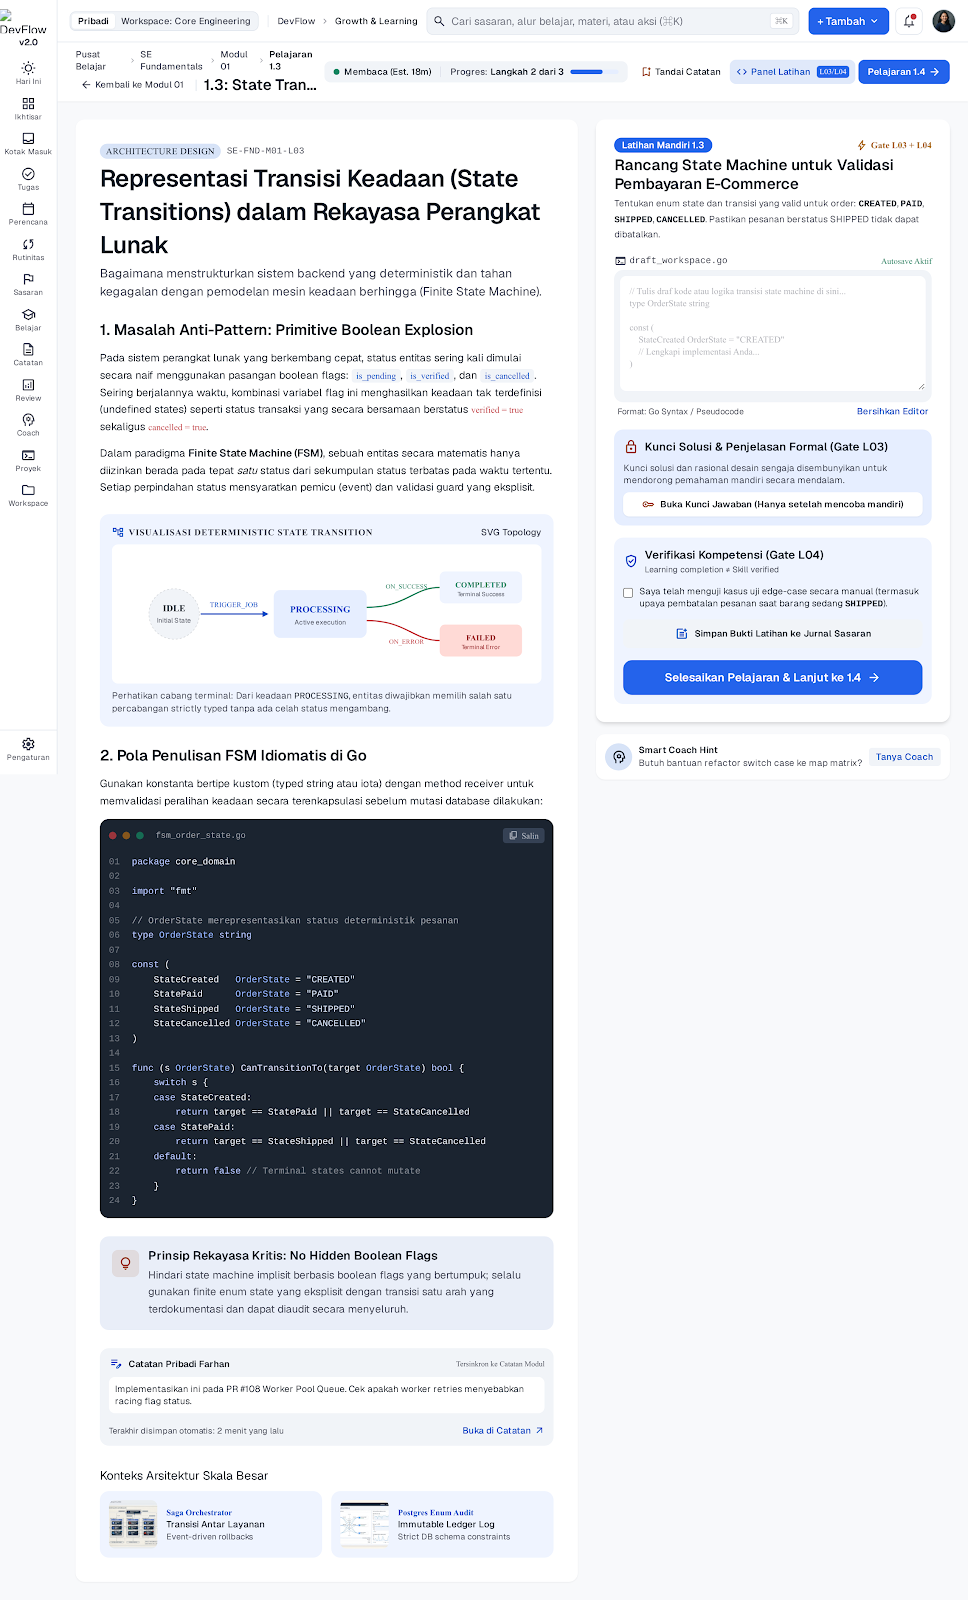 DevFlow
v2.0
Hari Ini
Ikhtisar
Kotak Masuk
Tugas
Perencana
Rutinitas
Sasaran
Belajar
Catatan
Review
Coach
Proyek
Workspace
Pengaturan
Pribadi
Workspace: Core Engineering
DevFlow > Growth & Learning
Cari sasaran, alur belajar, materi, atau aksi (⌘K)
⌘K
+ Tambah
Pusat Belajar > SE Fundamentals > Modul 01 > Pelajaran 1.3
← Kembali ke Modul 01
1.3: State Tran...
Membaca (Est. 18m)
Progres: Langkah 2 dari 3
Tandai Catatan
Panel Latihan
L03/L04
Pelajaran 1.4 →
ARCHITECTURE DESIGN
SE-FND-M01-L03
Representasi Transisi Keadaan (State
Transitions) dalam Rekayasa Perangkat
Lunak
Bagaimana menstrukturkan sistem backend yang deterministik dan tahan
kegagalan dengan pemodelan mesin keadaan berhingga (Finite State Machine).
1. Masalah Anti-Pattern: Primitive Boolean Explosion
Pada sistem perangkat lunak yang berkembang cepat, status entitas sering kali dimulai
secara naif menggunakan pasangan boolean flags: is_pending , is_verified , dan is_cancelled .
Seiring berjalannya waktu, kombinasi variabel flag ini menghasilkan keadaan tak terdefinisi
(undefined states) seperti status transaksi yang secara bersamaan berstatus verified = true
sekaligus cancelled = true.
Dalam paradigma Finite State Machine (FSM), sebuah entitas secara matematis hanya
diizinkan berada pada tepat satu status dari sekumpulan status terbatas pada waktu tertentu.
Setiap perpindahan status mensyaratkan pemicu (event) dan validasi guard yang eksplisit.
VISUALISASI DETERMINISTIC STATE TRANSITION
SVG Topology
IDLE
Initial State
TRIGGER_JOB
PROCESSING
Active execution
ON_SUCCESS
COMPLETED
Terminal Success
ON_ERROR
FAILED
Terminal Error
Perhatikan cabang terminal: Dari keadaan PROCESSING, entitas diwajibkan memilih salah satu
percabangan strictly typed tanpa ada celah status mengambang.
2. Pola Penulisan FSM Idiomatis di Go
Gunakan konstanta bertipe kustom (typed string atau iota) dengan method receiver untuk
memvalidasi peralihan keadaan secara terenkapsulasi sebelum mutasi database dilakukan:
fsm_order_state.go
Salin
01 package core_domain
02
03 import "fmt"
04
05 // OrderState merepresentasikan status deterministik pesanan
06 type OrderState string
07
08 const (
09     StateCreated   OrderState = "CREATED"
10     StatePaid      OrderState = "PAID"
11     StateShipped   OrderState = "SHIPPED"
12     StateCancelled OrderState = "CANCELLED"
13 )
14
15 func (s OrderState) CanTransitionTo(target OrderState) bool {
16     switch s {
17     case StateCreated:
18         return target == StatePaid || target == StateCancelled
19     case StatePaid:
20         return target == StateShipped || target == StateCancelled
21     default:
22         return false // Terminal states cannot mutate
23     }
24 }
Prinsip Rekayasa Kritis: No Hidden Boolean Flags
Hindari state machine implisit berbasis boolean flags yang bertumpuk; selalu
gunakan finite enum state yang eksplisit dengan transisi satu arah yang
terdokumentasi dan dapat diaudit secara menyeluruh.
Catatan Pribadi Farhan
Tersinkron ke Catatan Modul
Implementasikan ini pada PR #108 Worker Pool Queue. Cek apakah worker retries menyebabkan
racing flag status.
Terakhir disimpan otomatis: 2 menit yang lalu
Buka di Catatan ↗
Konteks Arsitektur Skala Besar
Saga Orchestrator
Transisi Antar Layanan
Event-driven rollbacks
Postgres Enum Audit
Immutable Ledger Log
Strict DB schema constraints
Latihan Mandiri 1.3
Gate L03 + L04
Rancang State Machine untuk Validasi
Pembayaran E-Commerce
Tentukan enum state dan transisi yang valid untuk order: CREATED, PAID,
SHIPPED, CANCELLED. Pastikan pesanan berstatus SHIPPED tidak dapat
dibatalkan.
draft_workspace.go
Autosave Aktif
// Tulis draf kode atau logika transisi state machine di sini...
type OrderState string
const (
    StateCreated OrderState = "CREATED"
    // Lengkapi implementasi Anda...
)
Format: Go Syntax / Pseudocode
Bersihkan Editor
Kunci Solusi & Penjelasan Formal (Gate L03)
Kunci solusi dan rasional desain sengaja disembunyikan untuk
mendorong pemahaman mandiri secara mendalam.
Buka Kunci Jawaban (Hanya setelah mencoba mandiri)
Verifikasi Kompetensi (Gate L04)
Learning completion ≠ Skill verified
Saya telah menguji kasus uji edge-case secara manual (termasuk
upaya pembatalan pesanan saat barang sedang SHIPPED).
Simpan Bukti Latihan ke Jurnal Sasaran
Selesaikan Pelajaran & Lanjut ke 1.4 →
Smart Coach Hint
Butuh bantuan refactor switch case ke map matrix?
Tanya Coach